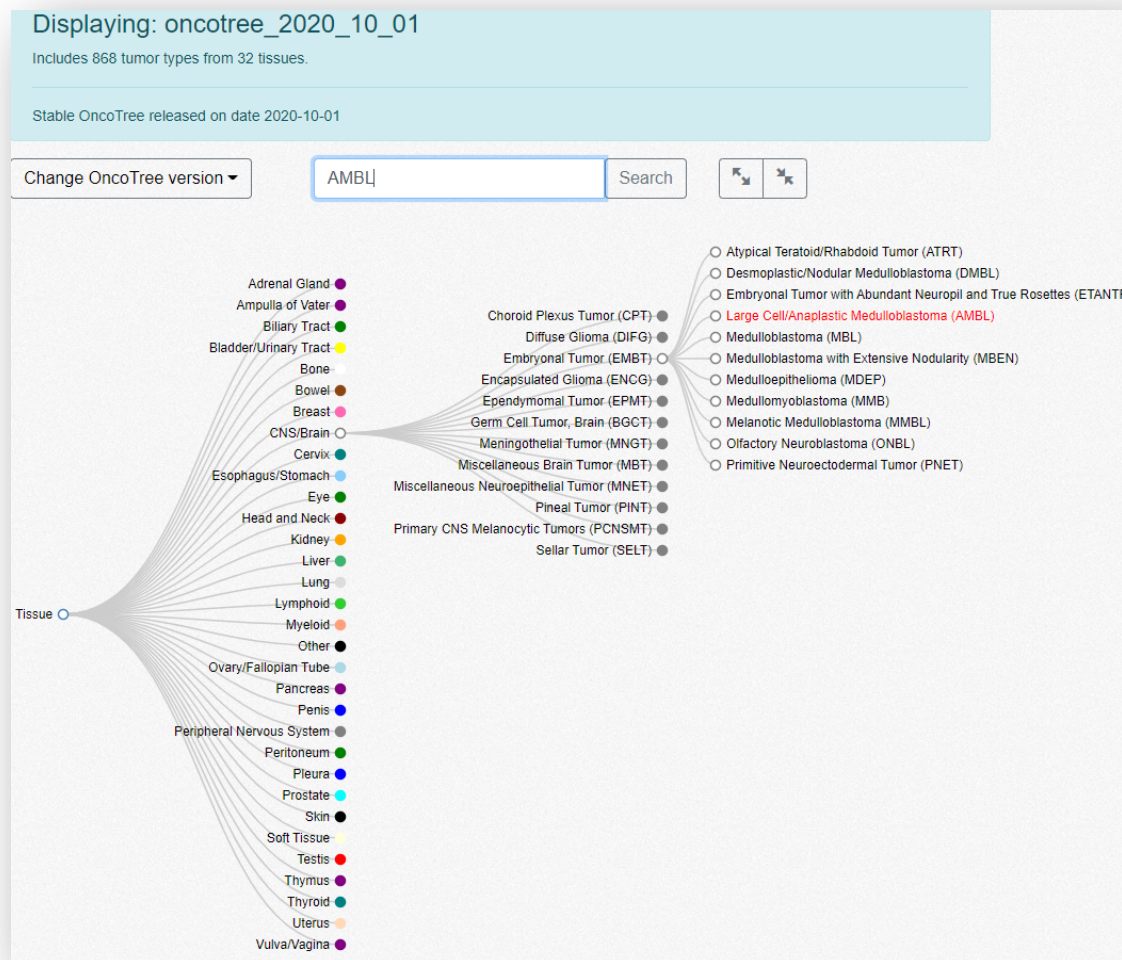 Displaying: oncotree_2020_10_01
Includes 868 tumor types from 32 tissues.
Stable OncoTree released on date 2020-10-01
Change OncoTree version
AMBL
Search
Tissue
Adrenal Gland
Ampulla of Vater
Biliary Tract
Bladder/Urinary Tract
Bone
Bowel
Breast
CNS/Brain
Cervix
Esophagus/Stomach
Eye
Head and Neck
Kidney
Liver
Lung
Lymphoid
Myeloid
Other
Ovary/Fallopian Tube
Pancreas
Penis
Peripheral Nervous System
Peritoneum
Pleura
Prostate
Skin
Soft Tissue
Testis
Thymus
Thyroid
Uterus
Vulva/Vagina
Choroid Plexus Tumor (CPT)
Diffuse Glioma (DIFG)
Embryonal Tumor (EMBT)
Encapsulated Glioma (ENCG)
Ependymomal Tumor (EPMT)
Germ Cell Tumor, Brain (BGCT)
Meningothelial Tumor (MNGT)
Miscellaneous Brain Tumor (MBT)
Miscellaneous Neuroepithelial Tumor (MNET)
Pineal Tumor (PINT)
Primary CNS Melanocytic Tumors (PCNSMT)
Sellar Tumor (SELT)
Atypical Teratoid/Rhabdoid Tumor (ATRT)
Desmoplastic/Nodular Medulloblastoma (DMBL)
Embryonal Tumor with Abundant Neuropil and True Rosettes (ETANTR
Large Cell/Anaplastic Medulloblastoma (AMBL)
Medulloblastoma (MBL)
Medulloblastoma with Extensive Nodularity (MBEN)
Medulloepithelioma (MDEP)
Medullomyoblastoma (MMB)
Melanotic Medulloblastoma (MMBL)
Olfactory Neuroblastoma (ONBL)
Primitive Neuroectodermal Tumor (PNET)